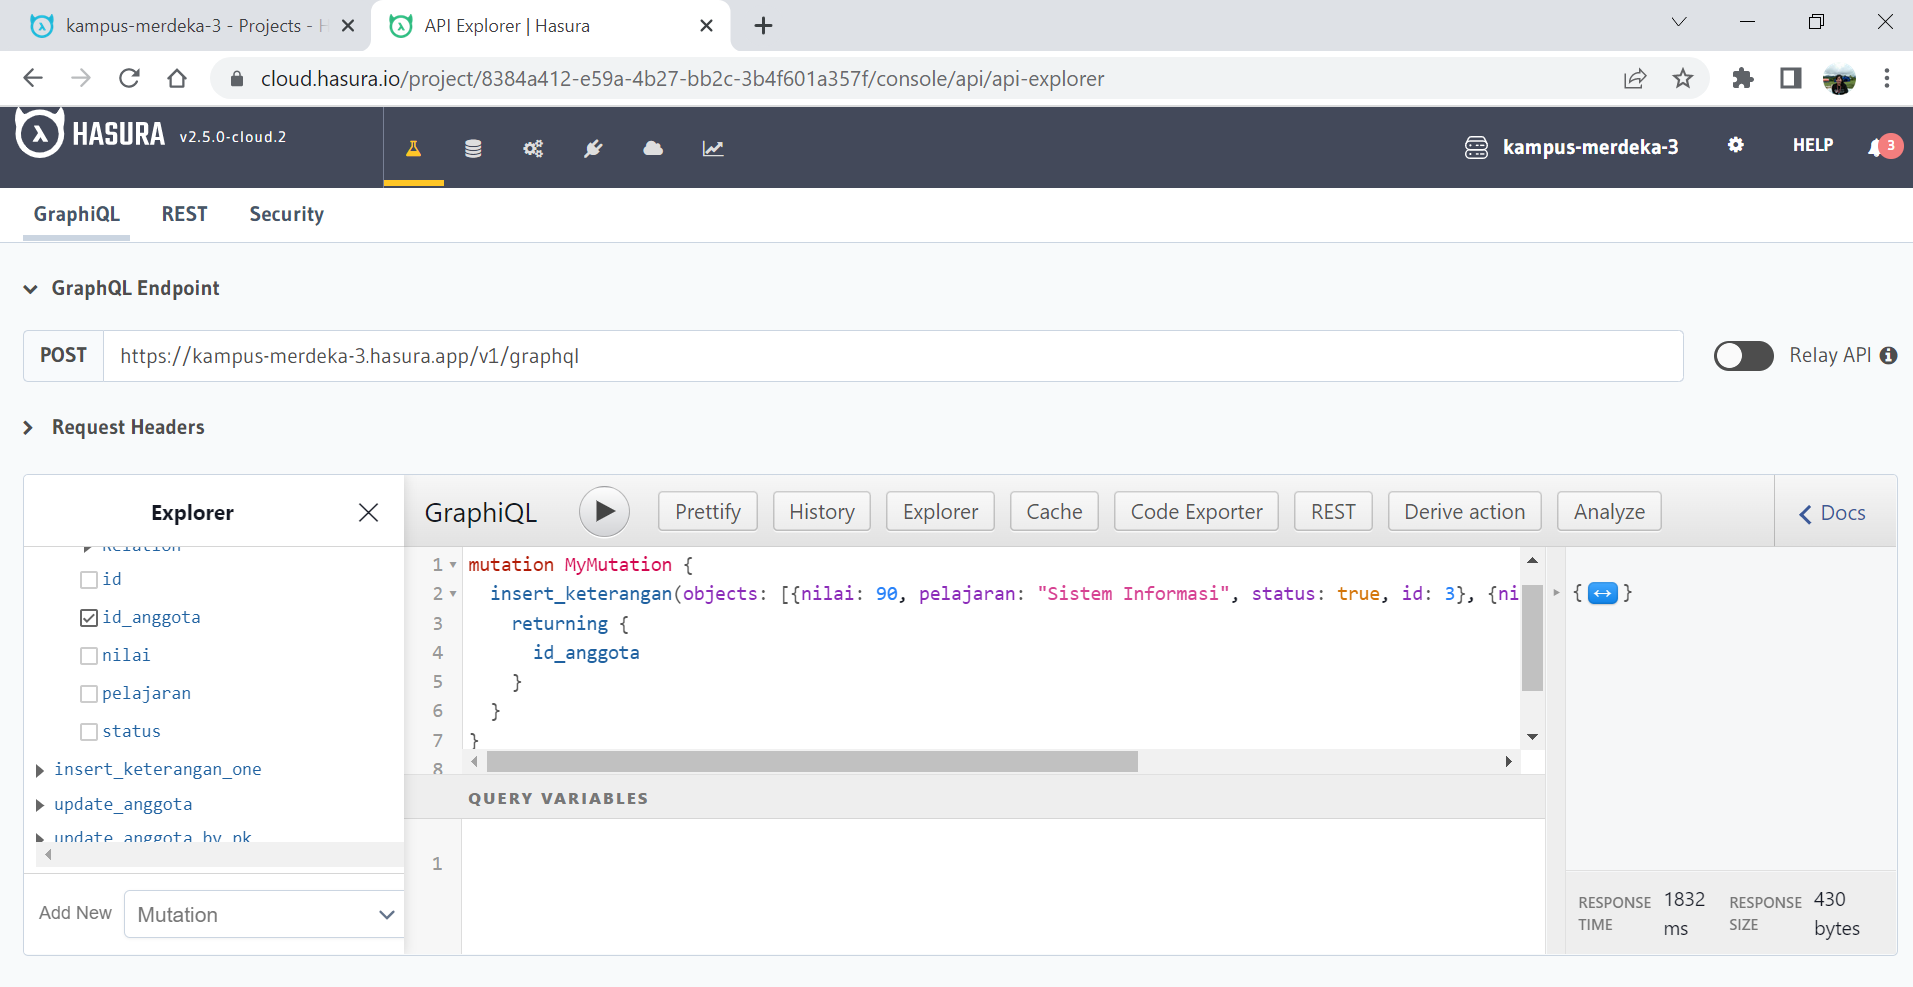 kampus-merdeka-3 - Projects - H
API Explorer | Hasura
cloud.hasura.io/project/8384a412-e59a-4b27-bb2c-3b4f601a357f/console/api/api-explorer
HASURA v2.5.0-cloud.2
kampus-merdeka-3
HELP
3
GraphiQL REST Security
GraphQL Endpoint
POST https://kampus-merdeka-3.hasura.app/v1/graphql
Relay API
Request Headers
Explorer
Relation
id
id_anggota
nilai
pelajaran
status
insert_keterangan_one
update_anggota
update_anggota_by_pk
Add New Mutation
GraphiQL Prettify History Explorer Cache Code Exporter REST Derive action Analyze Docs
1 mutation MyMutation {
2 insert_keterangan(objects: [{nilai: 90, pelajaran: "Sistem Informasi", status: true, id: 3}, {ni
3 returning {
4 id_anggota
5 }
6 }
7 }
8
QUERY VARIABLES
1
{ ↔ }
RESPONSE TIME 1832 ms
RESPONSE SIZE 430 bytes